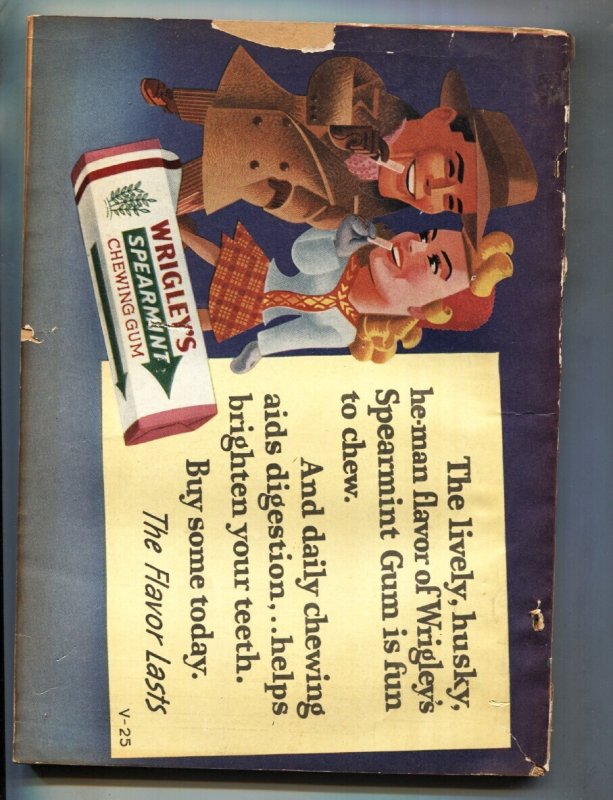 WRIGLEY'S
SPEARMINT
CHEWING GUM
The lively, husky,
he-man flavor of Wrigley's
Spearmint Gum is fun
to chew.
And daily chewing
aids digestion,..helps
brighten your teeth.
Buy some today.
The Flavor Lasts
V-25